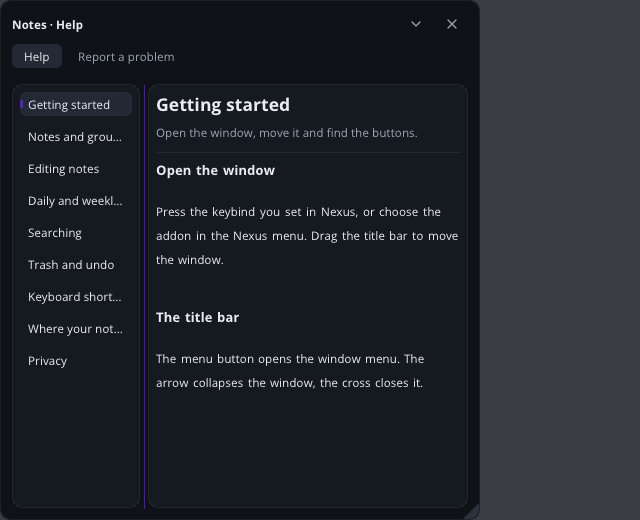 Notes · Help
Help
Report a problem
Getting started
Notes and grou...
Editing notes
Daily and weekl...
Searching
Trash and undo
Keyboard short...
Where your not...
Privacy
Getting started
Open the window, move it and find the buttons.
Open the window
Press the keybind you set in Nexus, or choose the
addon in the Nexus menu. Drag the title bar to move
the window.
The title bar
The menu button opens the window menu. The
arrow collapses the window, the cross closes it.